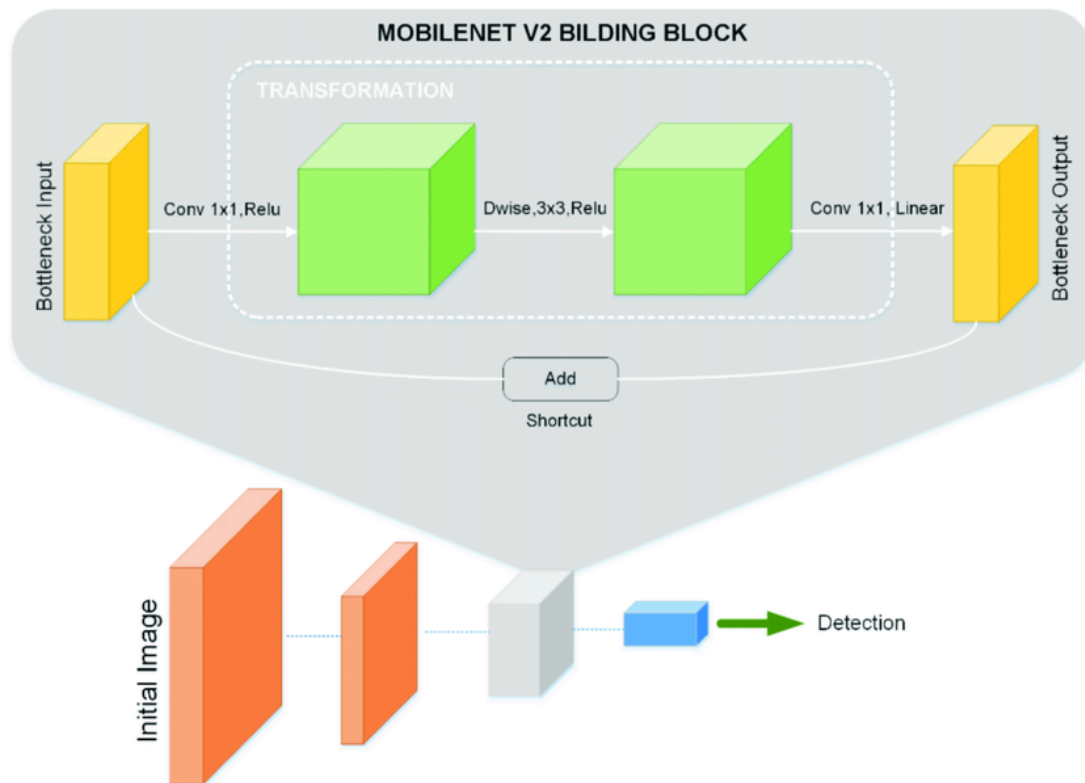 MOBILENET V2 BILDING BLOCK
TRANSFORMATION
Bottleneck Input
Conv 1x1,Relu
Dwise,3x3,Relu
Conv 1x1, Linear
Bottleneck Output
Add
Shortcut
Initial Image
Detection